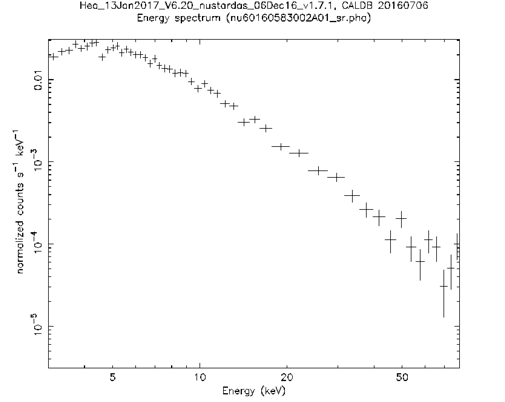 Hea_13Jan2017_V6.20_nustardas_06Dec16_v1.7.1, CALDB 20160706
Energy spectrum (nu60160583002A01_sr.pha)
normalized counts s⁻¹ keV⁻¹
0.01
10⁻³
10⁻⁴
10⁻⁵
5 10 20 50
Energy (keV)